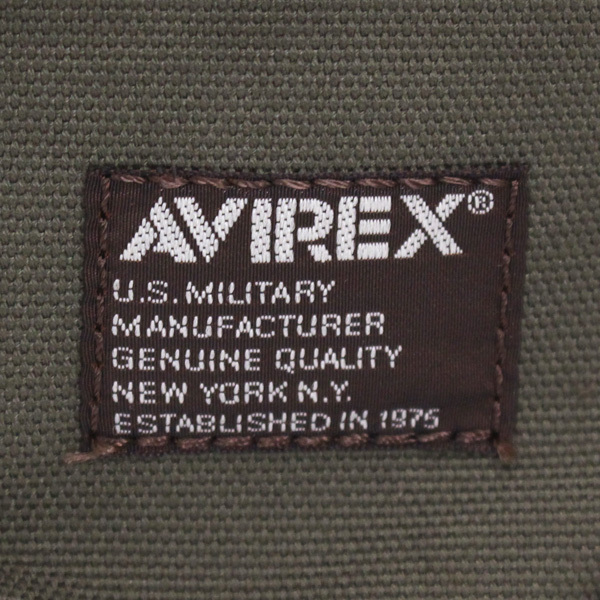 AVIREX®
U.S. MILITARY
MANUFACTURER
GENUINE QUALITY
NEW YORK N.Y.
ESTABLISHED IN 1975